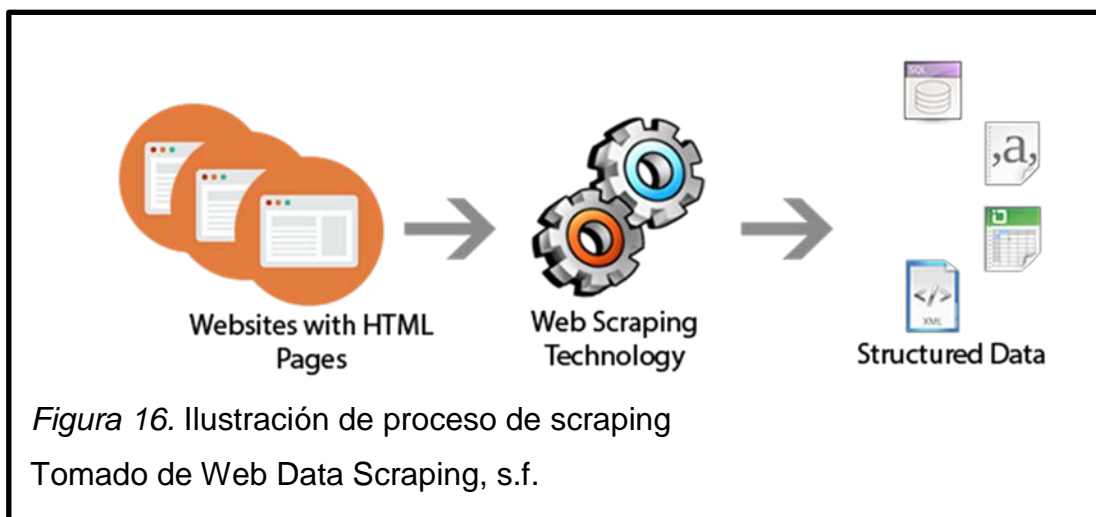 SQL
,a,
XML
Websites with HTML
Pages
Web Scraping
Technology
Structured Data
Figura 16. Ilustración de proceso de scraping
Tomado de Web Data Scraping, s.f.